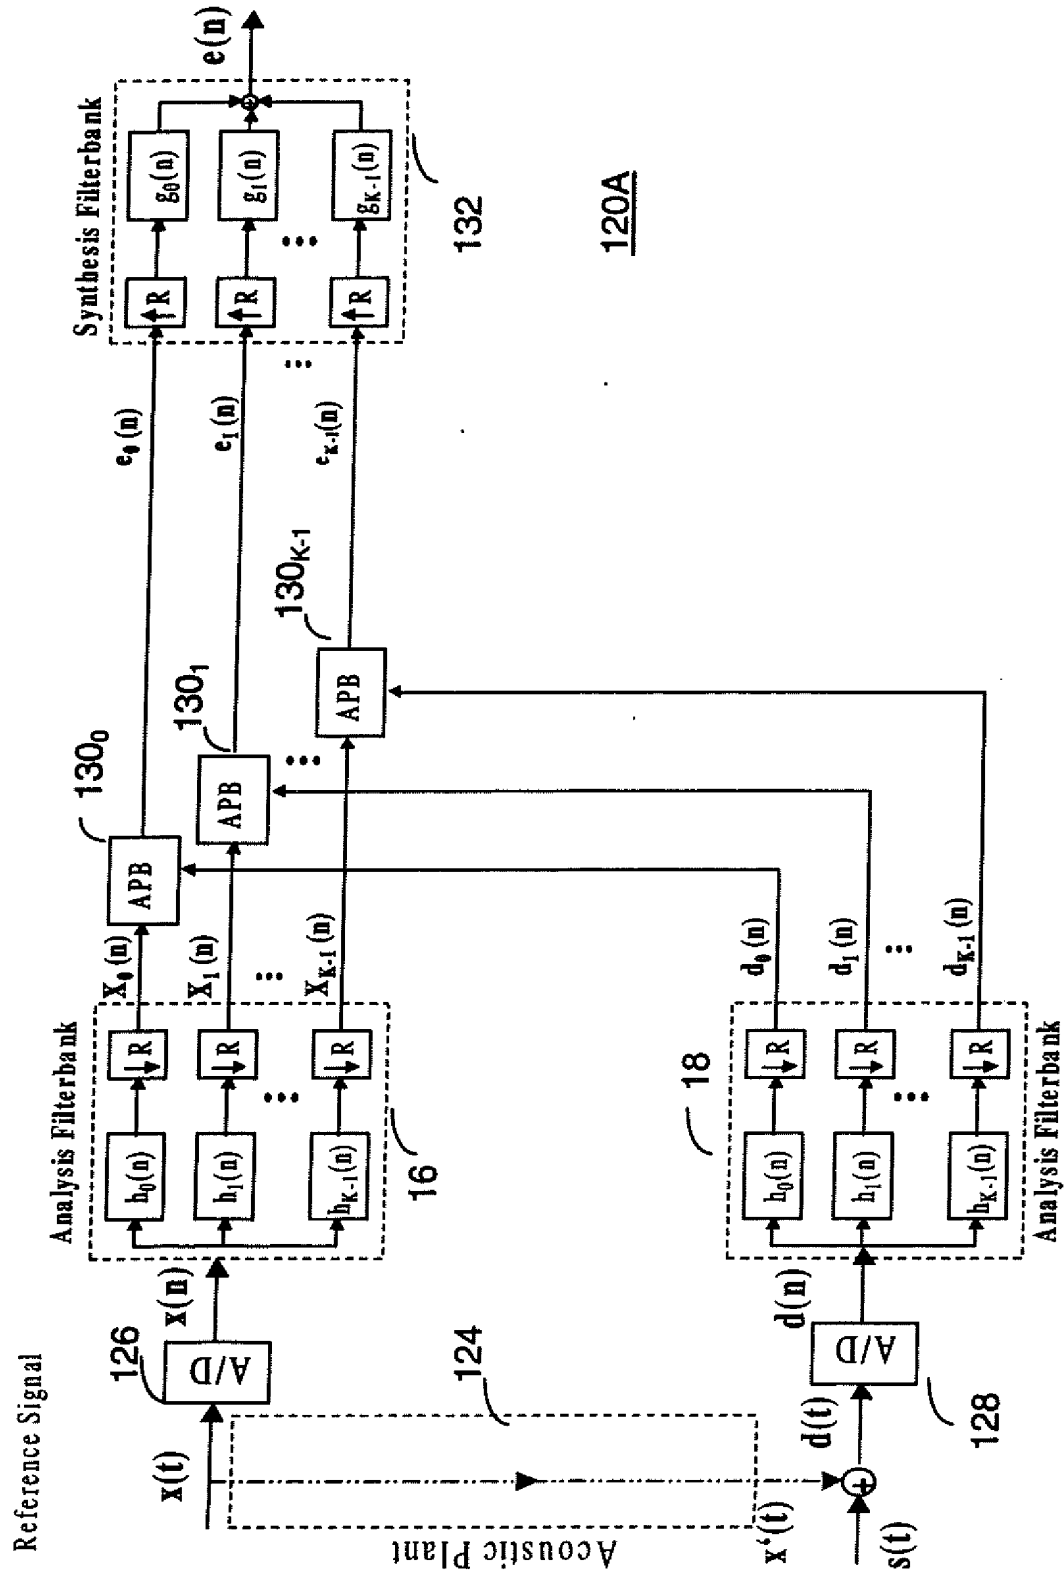 Reference Signal
x(t)
126
A/D
x(n)
Analysis Filterbank
h0(n)
↓R
X0(n)
h1(n)
↓R
X1(n)
•••
•••
hK-1(n)
↓R
XK-1(n)
16
APB
1300
APB
1301
•••
APB
130K-1
e0(n)
e1(n)
eK-1(n)
•••
Synthesis Filterbank
↑R
g0(n)
↑R
g1(n)
•••
↑R
gK-1(n)
+
e(n)
132
120A
Acoustic Plant
124
x'(t)
s(t)
+
d(t)
A/D
128
d(n)
18
h0(n)
↓R
d0(n)
h1(n)
↓R
d1(n)
•••
•••
hK-1(n)
↓R
dK-1(n)
Analysis Filterbank